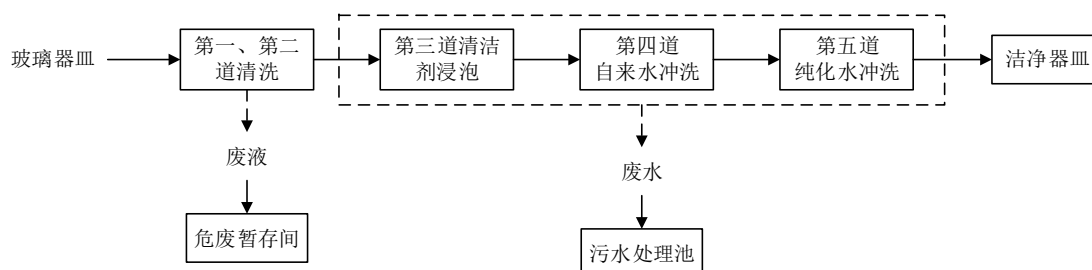 玻璃器皿
第一、第二
道清洗
第三道清洁
剂浸泡
第四道
自来水冲洗
第五道
纯化水冲洗
洁净器皿
废液
废水
危废暂存间
污水处理池